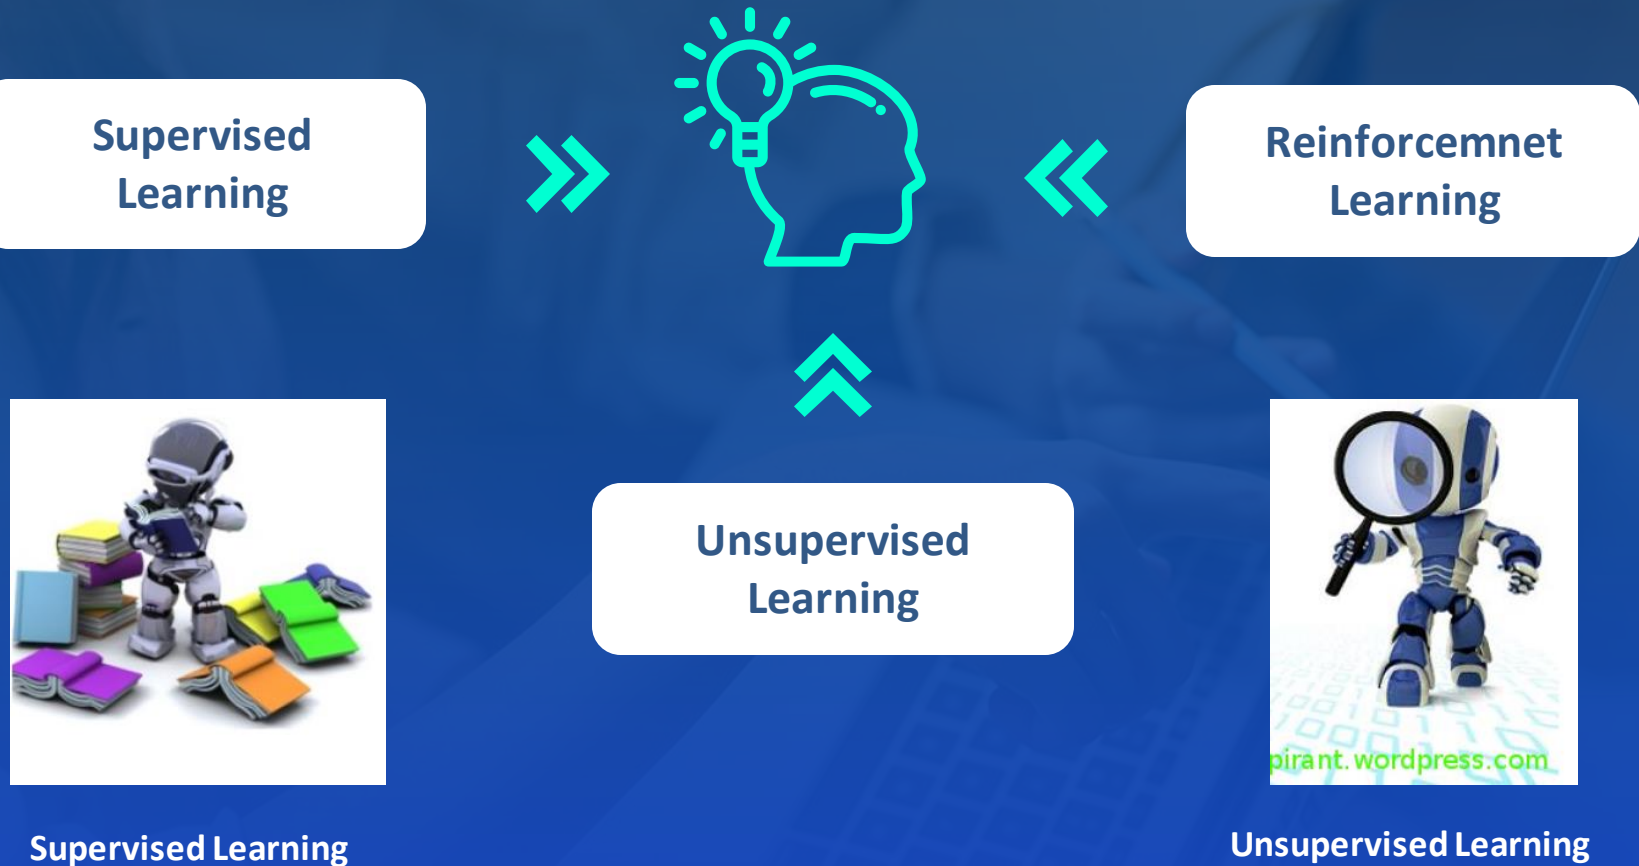 Supervised
Learning
Reinforcemnet
Learning
Unsupervised
Learning
pirant.wordpress.com
Supervised Learning
Unsupervised Learning